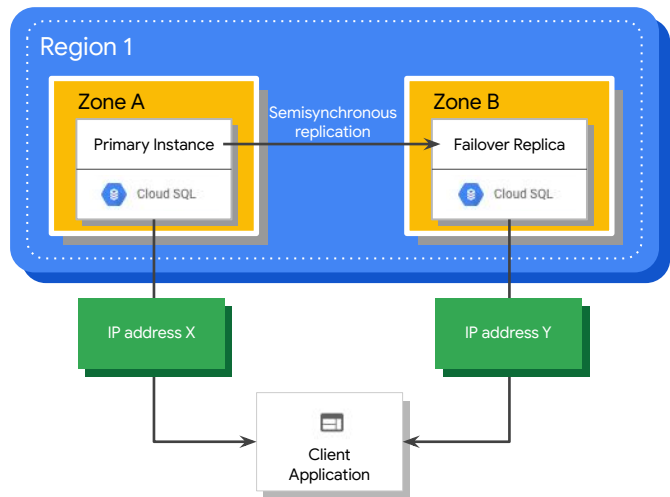 Region 1
Zone A
Primary Instance
Cloud SQL
Semisynchronous
replication
Zone B
Failover Replica
Cloud SQL
IP address X
IP address Y
Client
Application